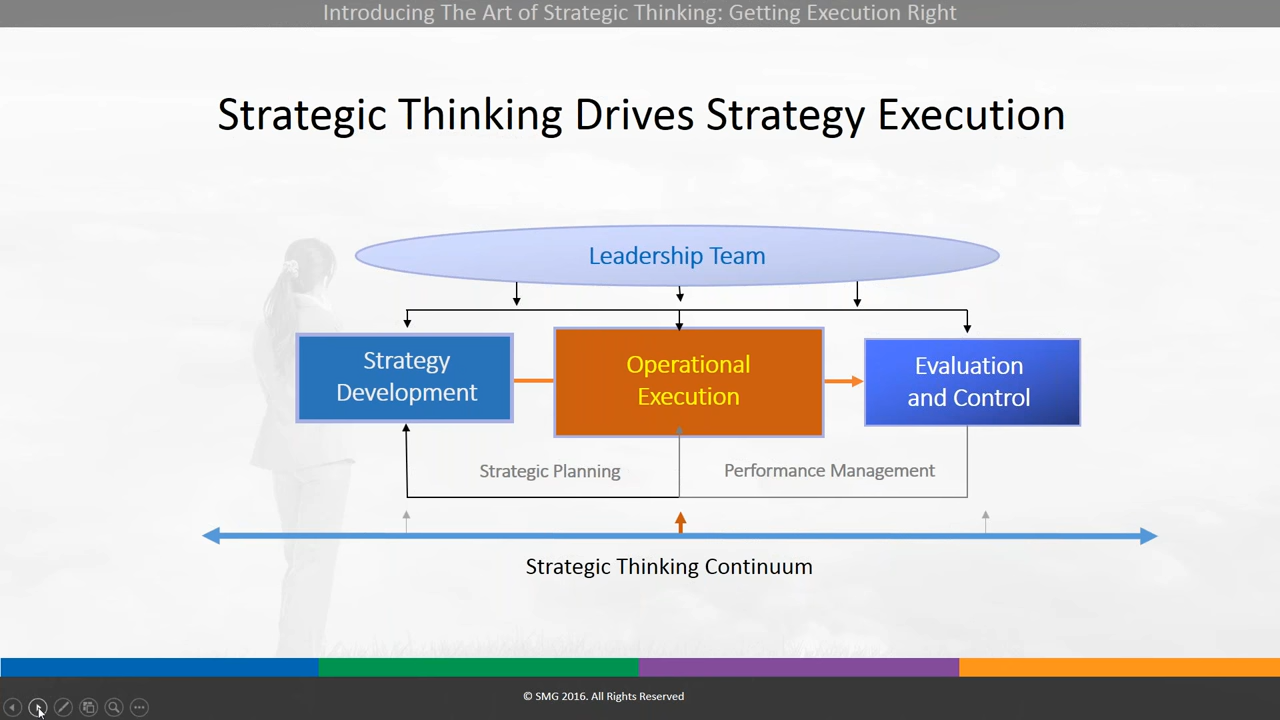 Introducing The Art of Strategic Thinking: Getting Execution Right
Strategic Thinking Drives Strategy Execution
Leadership Team
Strategy
Development
Operational
Execution
Evaluation
and Control
Strategic Planning
Performance Management
Strategic Thinking Continuum
© SMG 2016. All Rights Reserved